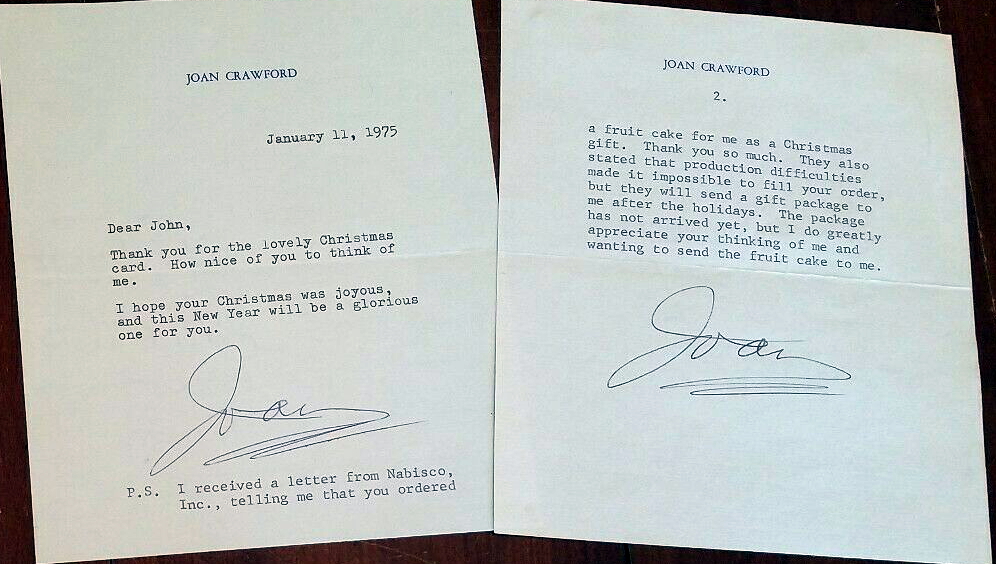 JOAN CRAWFORD
January 11, 1975
Dear John,
Thank you for the lovely Christmas
card. How nice of you to think of
me.
I hope your Christmas was joyous,
and this New Year will be a glorious
one for you.
Joan
P.S. I received a letter from Nabisco,
Inc., telling me that you ordered
JOAN CRAWFORD
2.
a fruit cake for me as a Christmas
gift. Thank you so much. They also
stated that production difficulties
made it impossible to fill your order,
but they will send a gift package to
me after the holidays. The package
has not arrived yet, but I do greatly
appreciate your thinking of me and
wanting to send the fruit cake to me.
Joan